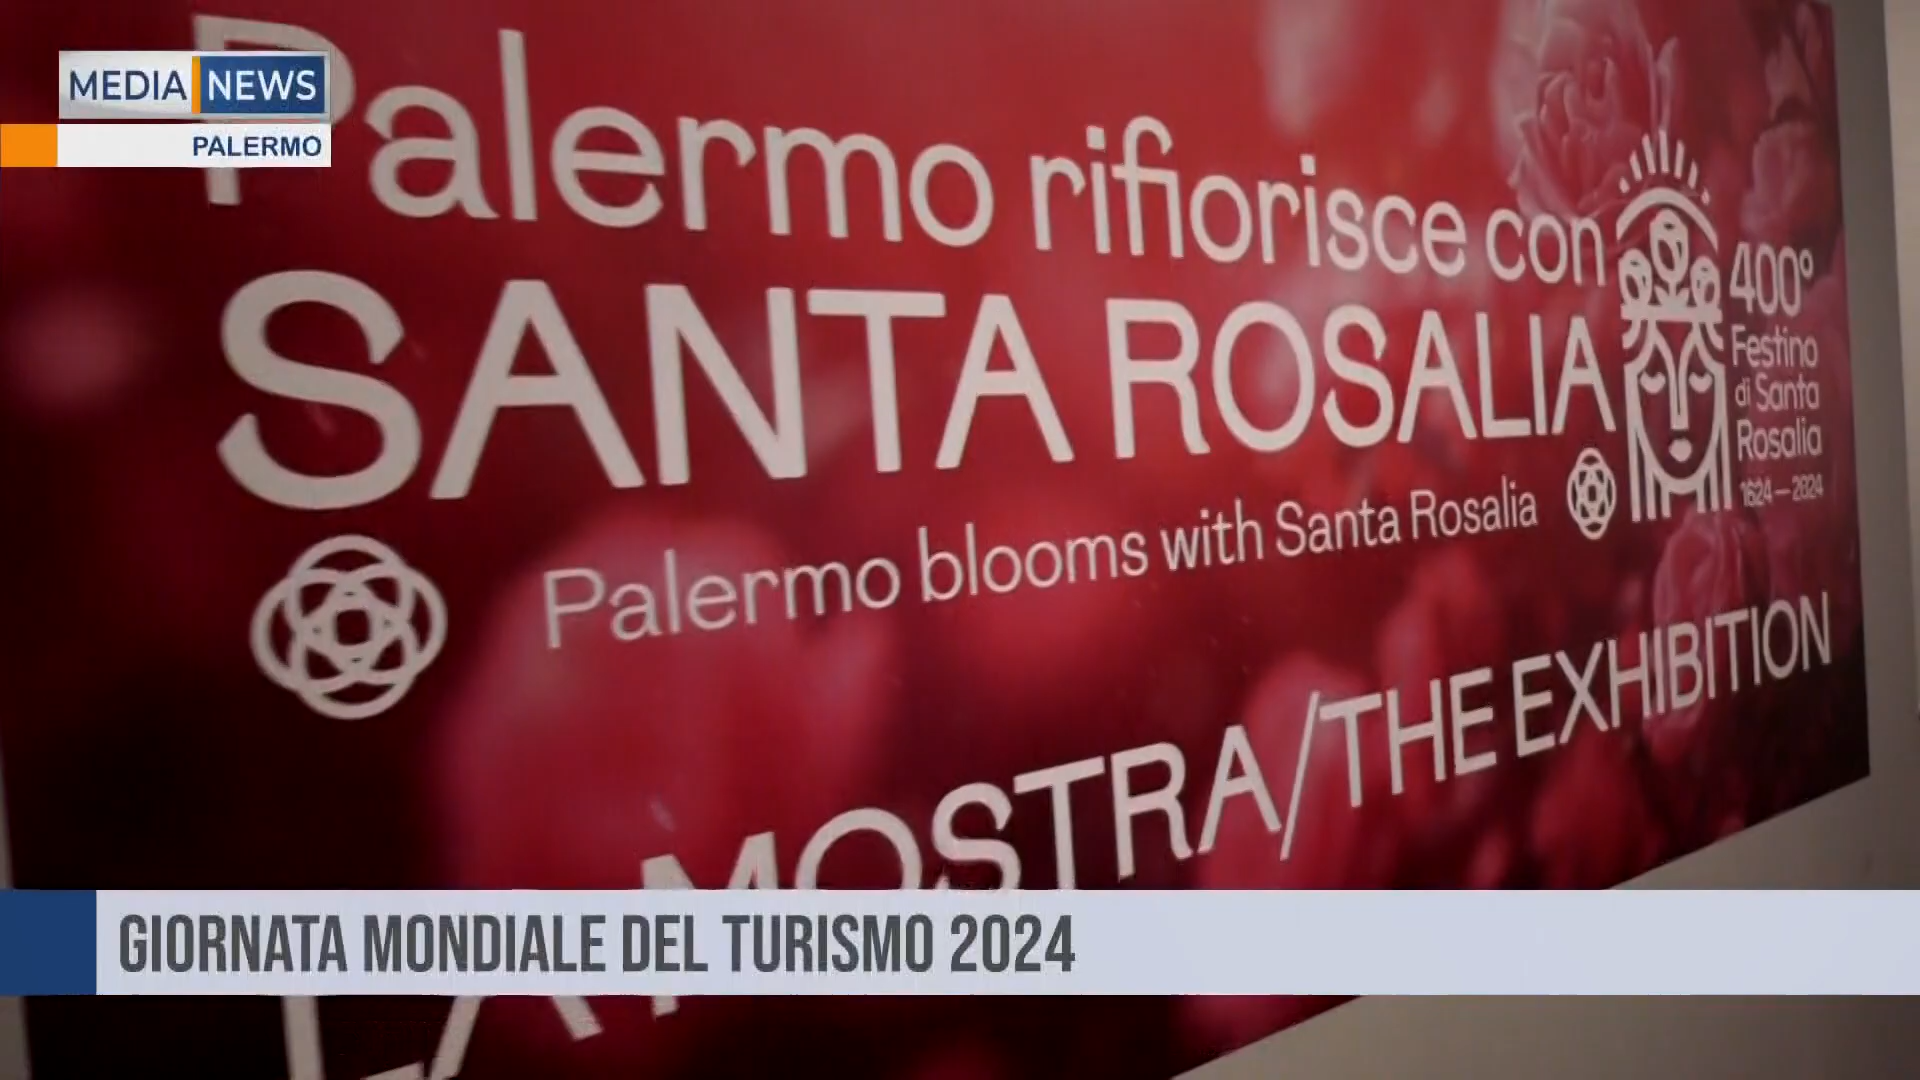 MEDIA NEWS
PALERMO
Palermo rifiorisce con
SANTA ROSALIA
Palermo blooms with Santa Rosalia
400°
Festino
di Santa
Rosalia
1624 — 2024
LA MOSTRA/THE EXHIBITION
GIORNATA MONDIALE DEL TURISMO 2024